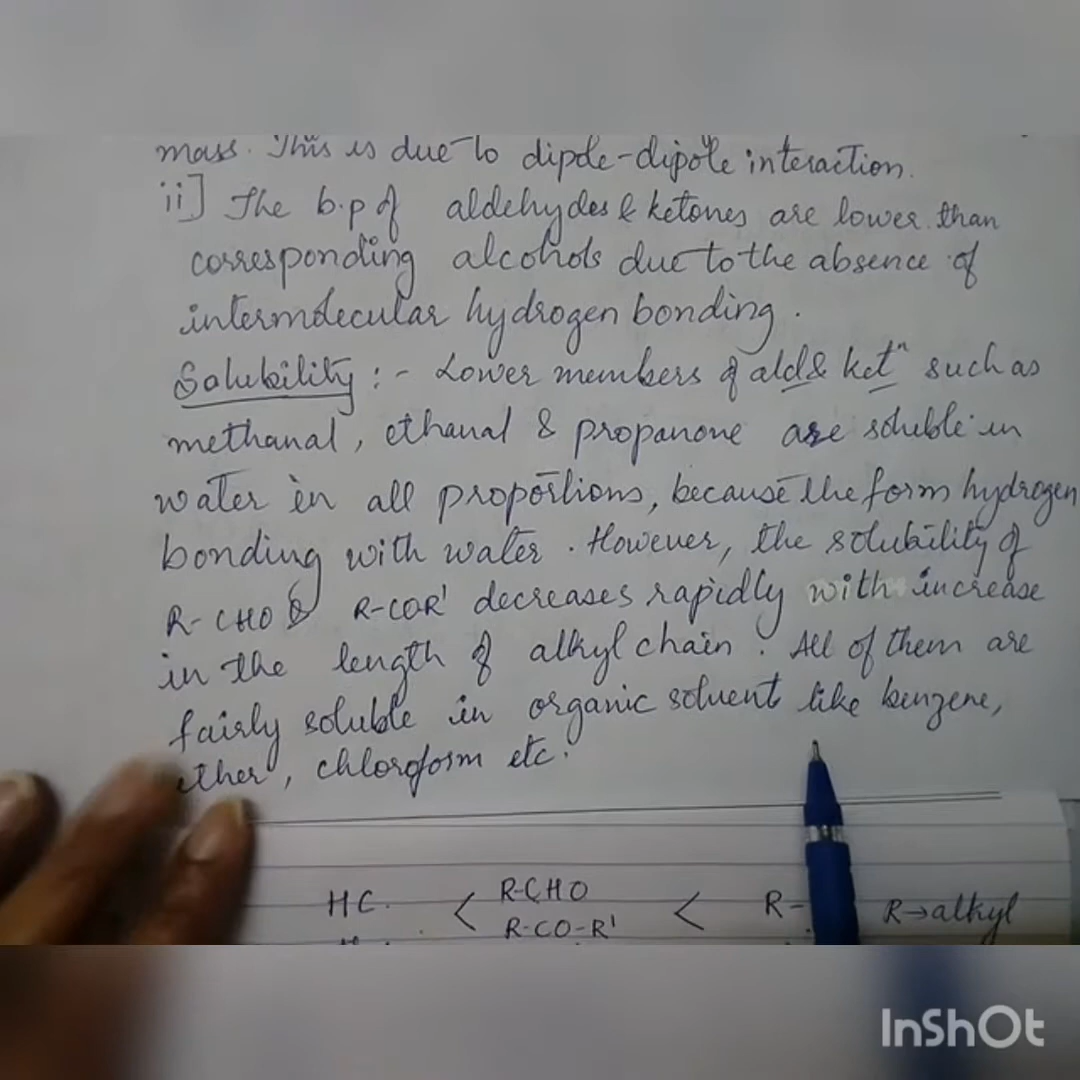 mass. This is due to dipole-dipole interaction.
ii] The b.p of aldehydes & ketones are lower than
corresponding alcohols due to the absence of
intermolecular hydrogen bonding.
Solubility :- Lower members of ald & ketⁿ such as
methanal, ethanal & propanone are soluble in
water in all proportions, because the form hydrogen
bonding with water. However, the solubility of
R-CHO & R-COR' decreases rapidly with increase
in the length of alkyl chain. All of them are
fairly soluble in organic solvent like benzene,
ether, chloroform etc.
HC. < R-CHO < R- R→alkyl
R-CO-R'
InShOt